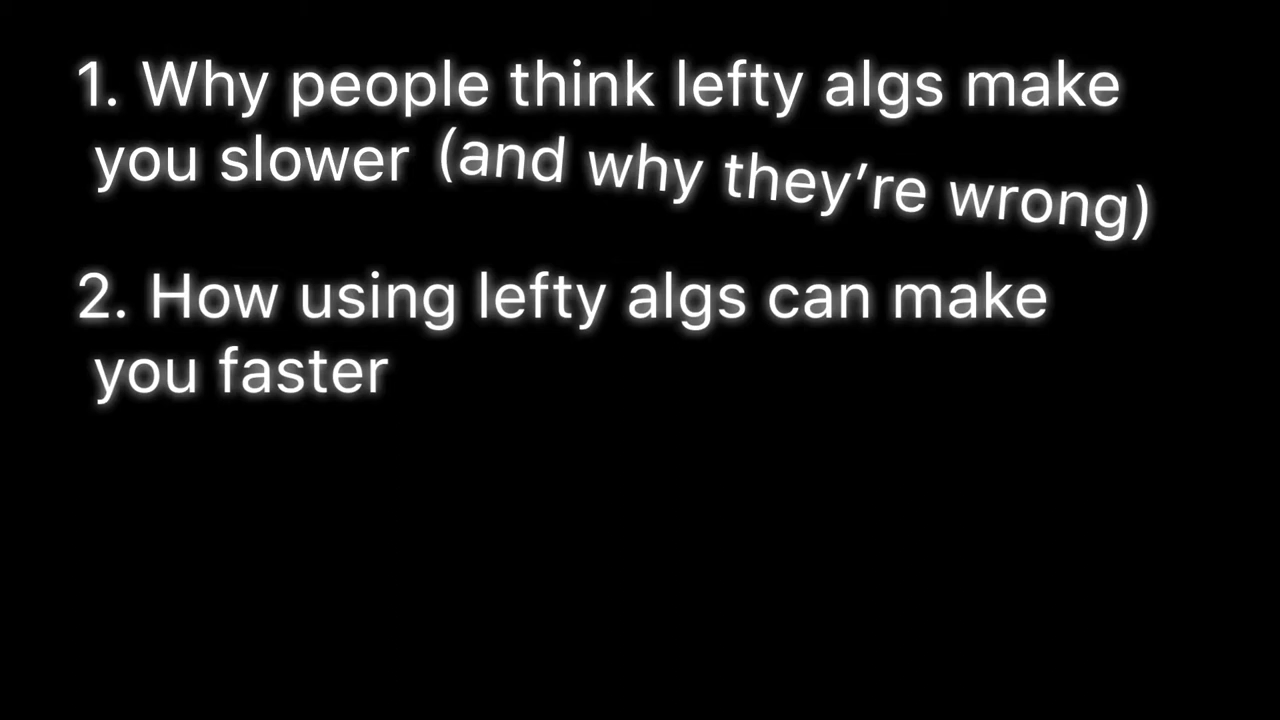 1. Why people think lefty algs make
you slower (and why they’re wrong)
2. How using lefty algs can make
you faster